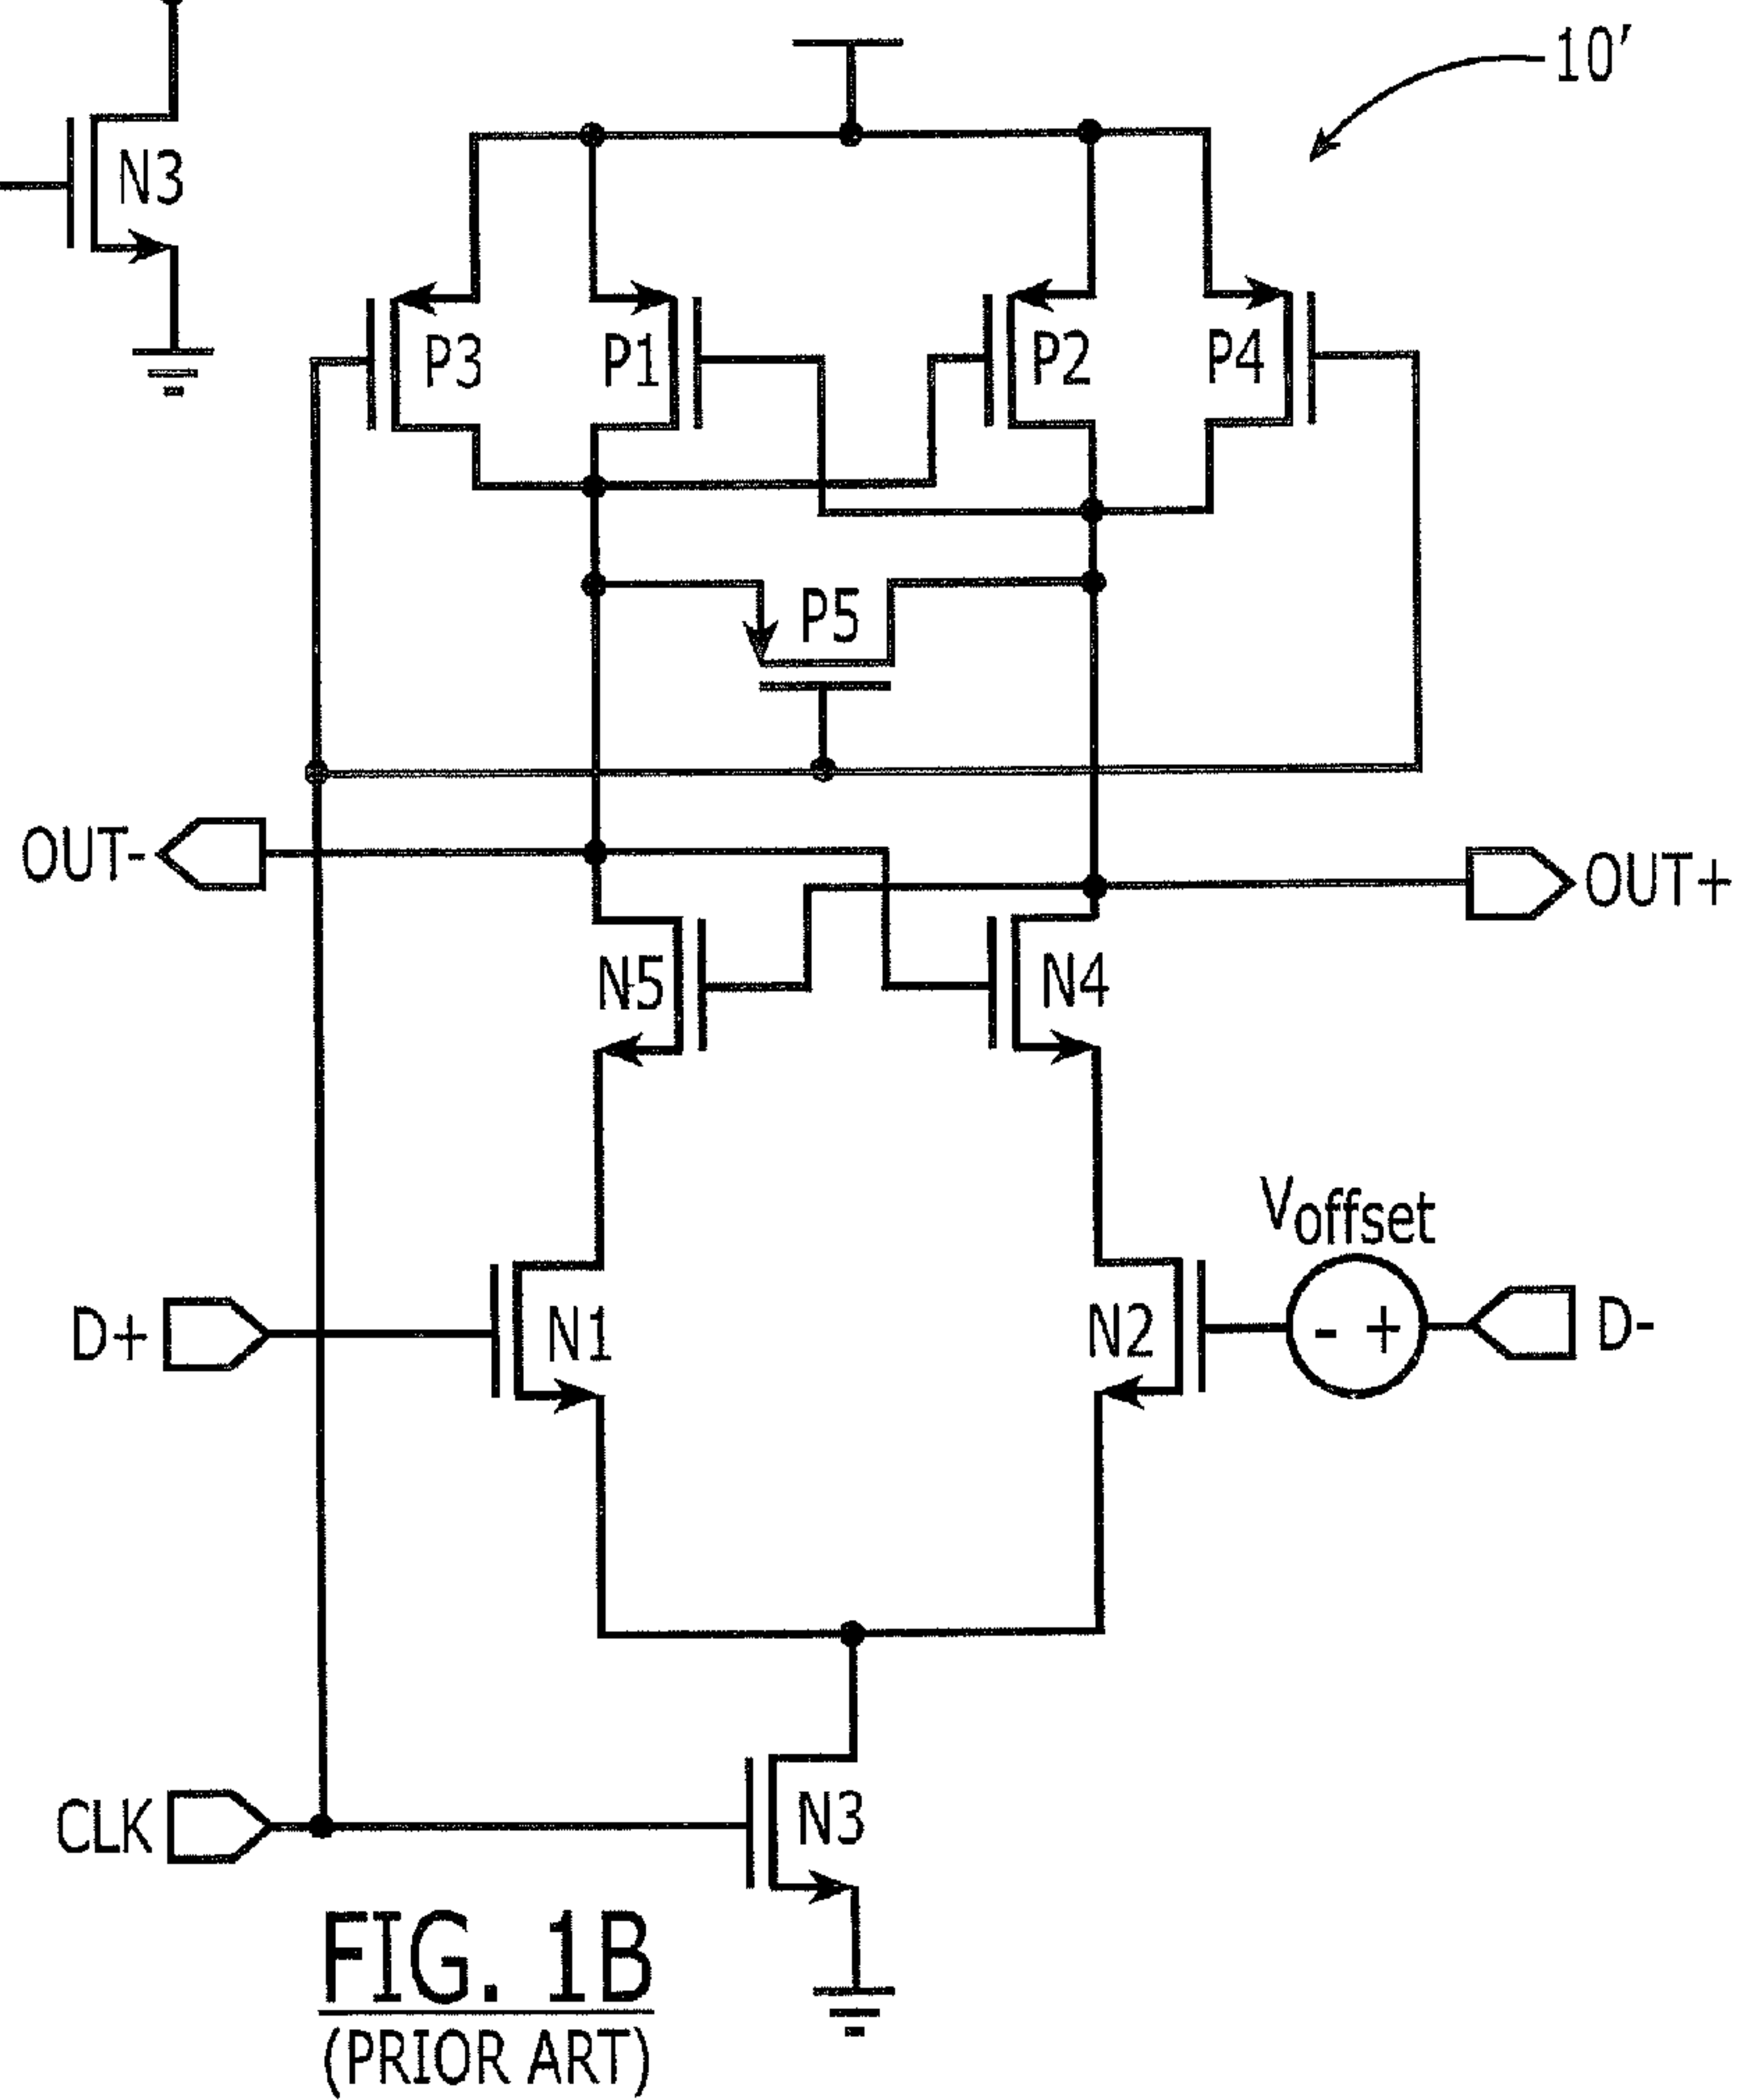 10′
N3
P3
P1
P2
P4
P5
OUT-
OUT+
N5
N4
Voffset
D+
N1
N2
- +
D-
CLK
N3
FIG. 1B
(PRIOR ART)